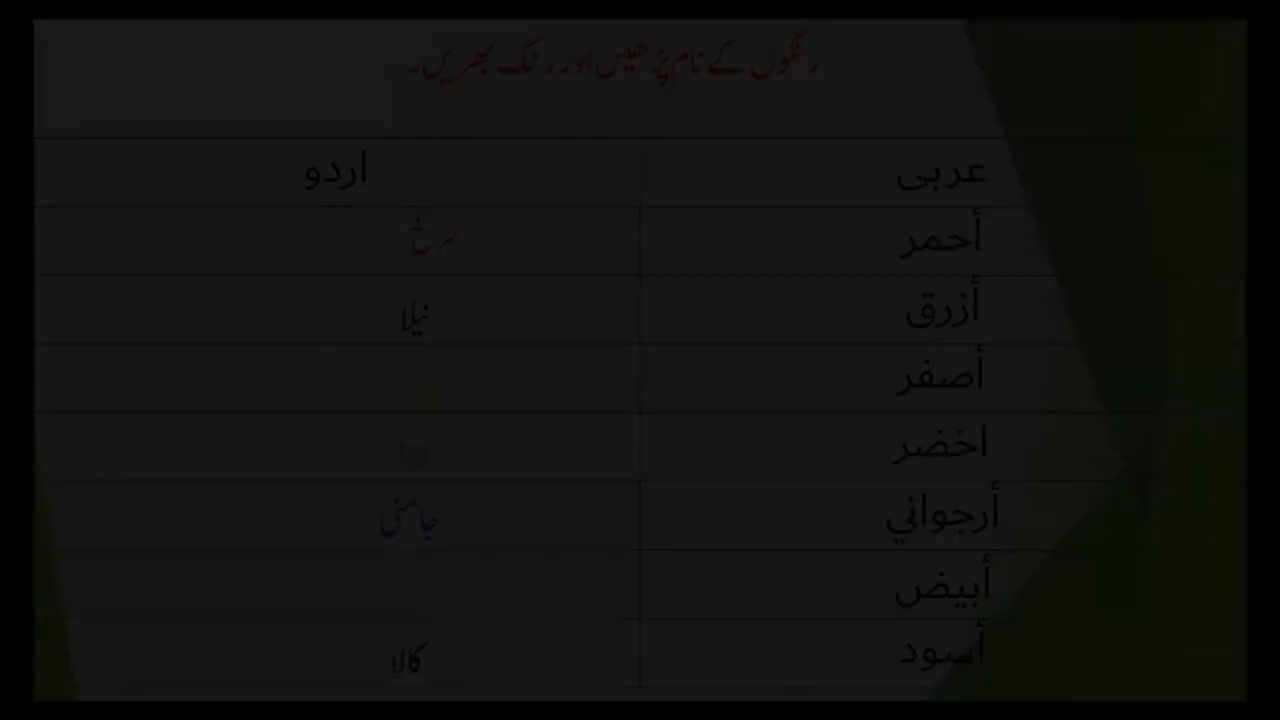 رنگوں کے نام پڑھیں اور رنگ بھریں۔
عربی اردو
أحمر سرخ
أزرق نیلا
أصفر
اخضر
أرجواني جامنی
أبيض
أسود کالا